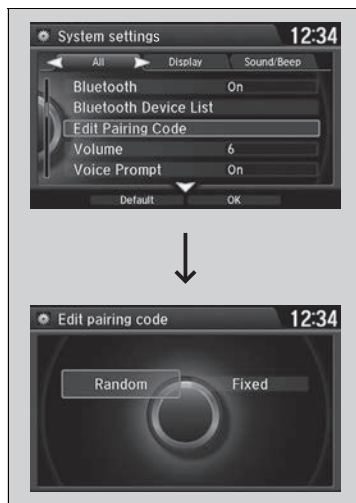 System settings 12:34
All Display Sound/Beep
Bluetooth On
Bluetooth Device List
Edit Pairing Code
Volume 6
Voice Prompt On
Default OK
Edit pairing code 12:34
Random Fixed